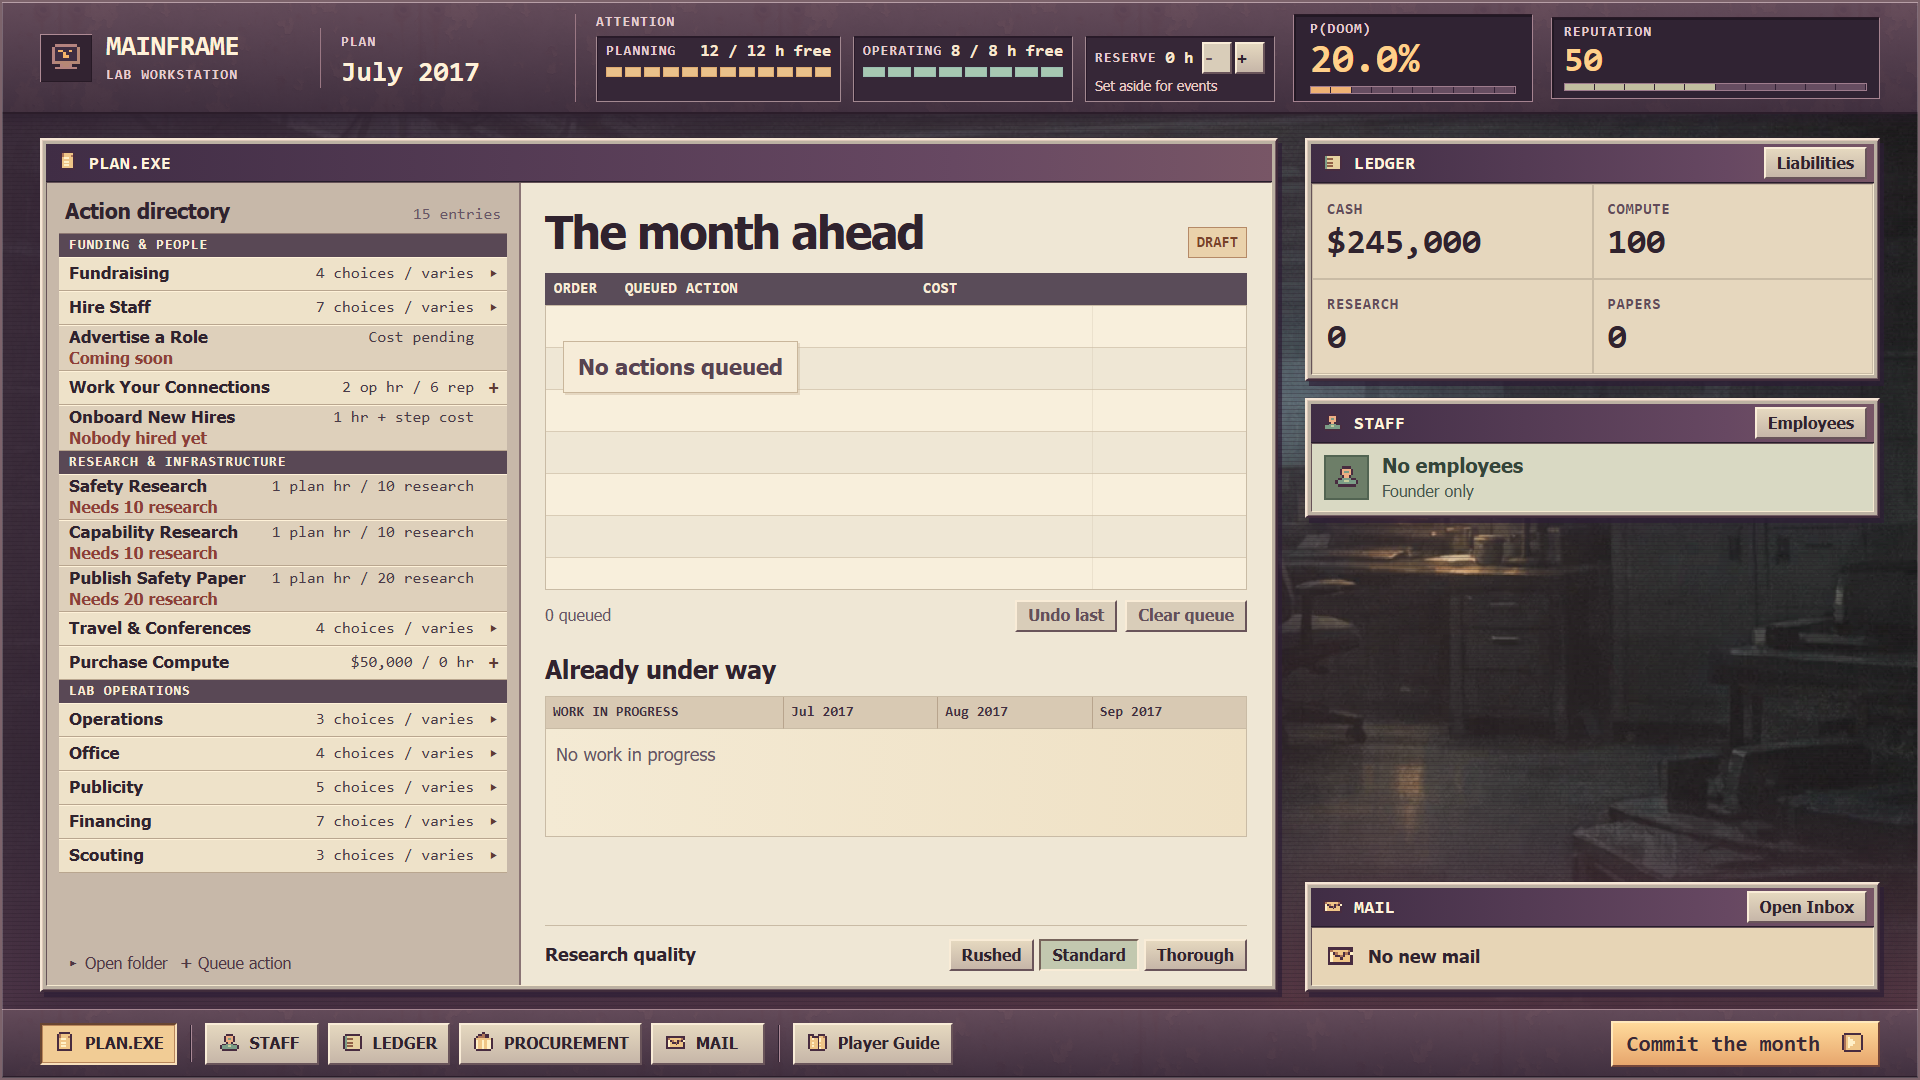 MAINFRAME
LAB WORKSTATION
PLAN
July 2017
ATTENTION
PLANNING 12 / 12 h free
OPERATING 8 / 8 h free
RESERVE 0 h - +
Set aside for events
P(DOOM)
20.0%
REPUTATION
50
PLAN.EXE
Action directory 15 entries
FUNDING & PEOPLE
Fundraising 4 choices / varies
Hire Staff 7 choices / varies
Advertise a Role Cost pending
Coming soon
Work Your Connections 2 op hr / 6 rep +
Onboard New Hires 1 hr + step cost
Nobody hired yet
RESEARCH & INFRASTRUCTURE
Safety Research 1 plan hr / 10 research
Needs 10 research
Capability Research 1 plan hr / 10 research
Needs 10 research
Publish Safety Paper 1 plan hr / 20 research
Needs 20 research
Travel & Conferences 4 choices / varies
Purchase Compute $50,000 / 0 hr +
LAB OPERATIONS
Operations 3 choices / varies
Office 4 choices / varies
Publicity 5 choices / varies
Financing 7 choices / varies
Scouting 3 choices / varies
Open folder + Queue action
The month ahead
DRAFT
ORDER QUEUED ACTION COST
No actions queued
0 queued
Undo last Clear queue
Already under way
WORK IN PROGRESS Jul 2017 Aug 2017 Sep 2017
No work in progress
Research quality Rushed Standard Thorough
LEDGER Liabilities
CASH
$245,000
COMPUTE
100
RESEARCH
0
PAPERS
0
STAFF Employees
No employees
Founder only
MAIL Open Inbox
No new mail
PLAN.EXE STAFF LEDGER PROCUREMENT MAIL Player Guide Commit the month